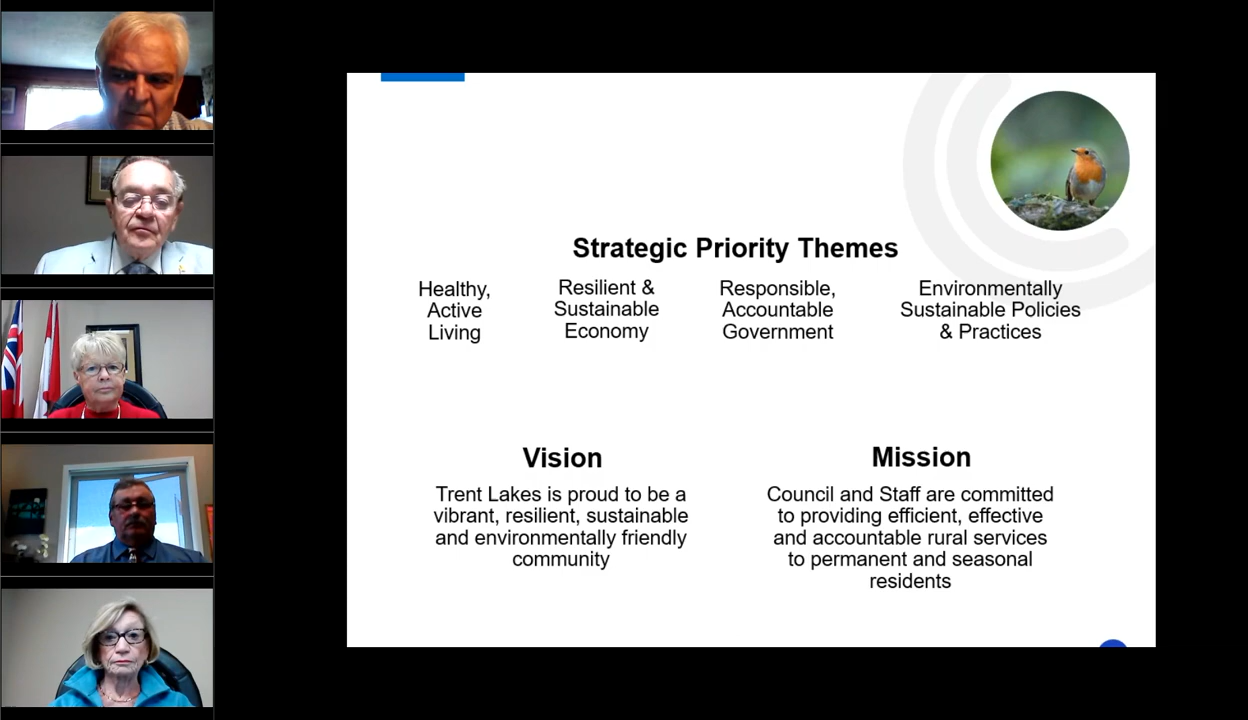 Strategic Priority Themes
Healthy,
Active
Living
Resilient &
Sustainable
Economy
Responsible,
Accountable
Government
Environmentally
Sustainable Policies
& Practices
Vision
Trent Lakes is proud to be a
vibrant, resilient, sustainable
and environmentally friendly
community
Mission
Council and Staff are committed
to providing efficient, effective
and accountable rural services
to permanent and seasonal
residents